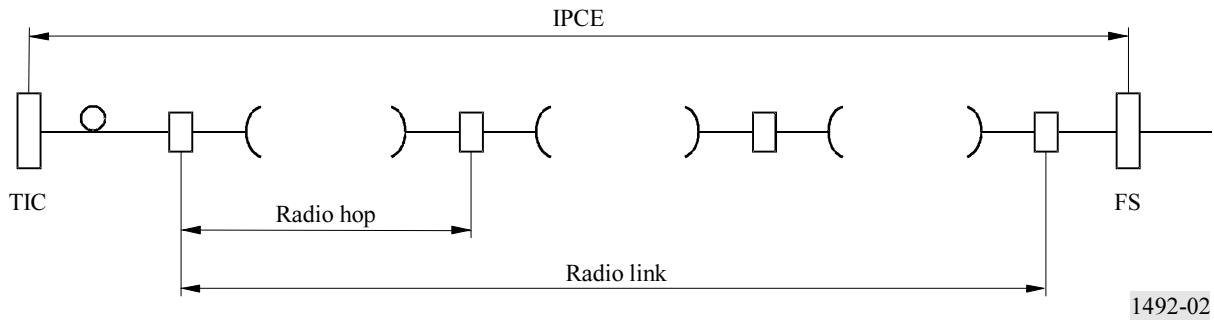 IPCE
TIC
FS
Radio hop
Radio link
1492-02